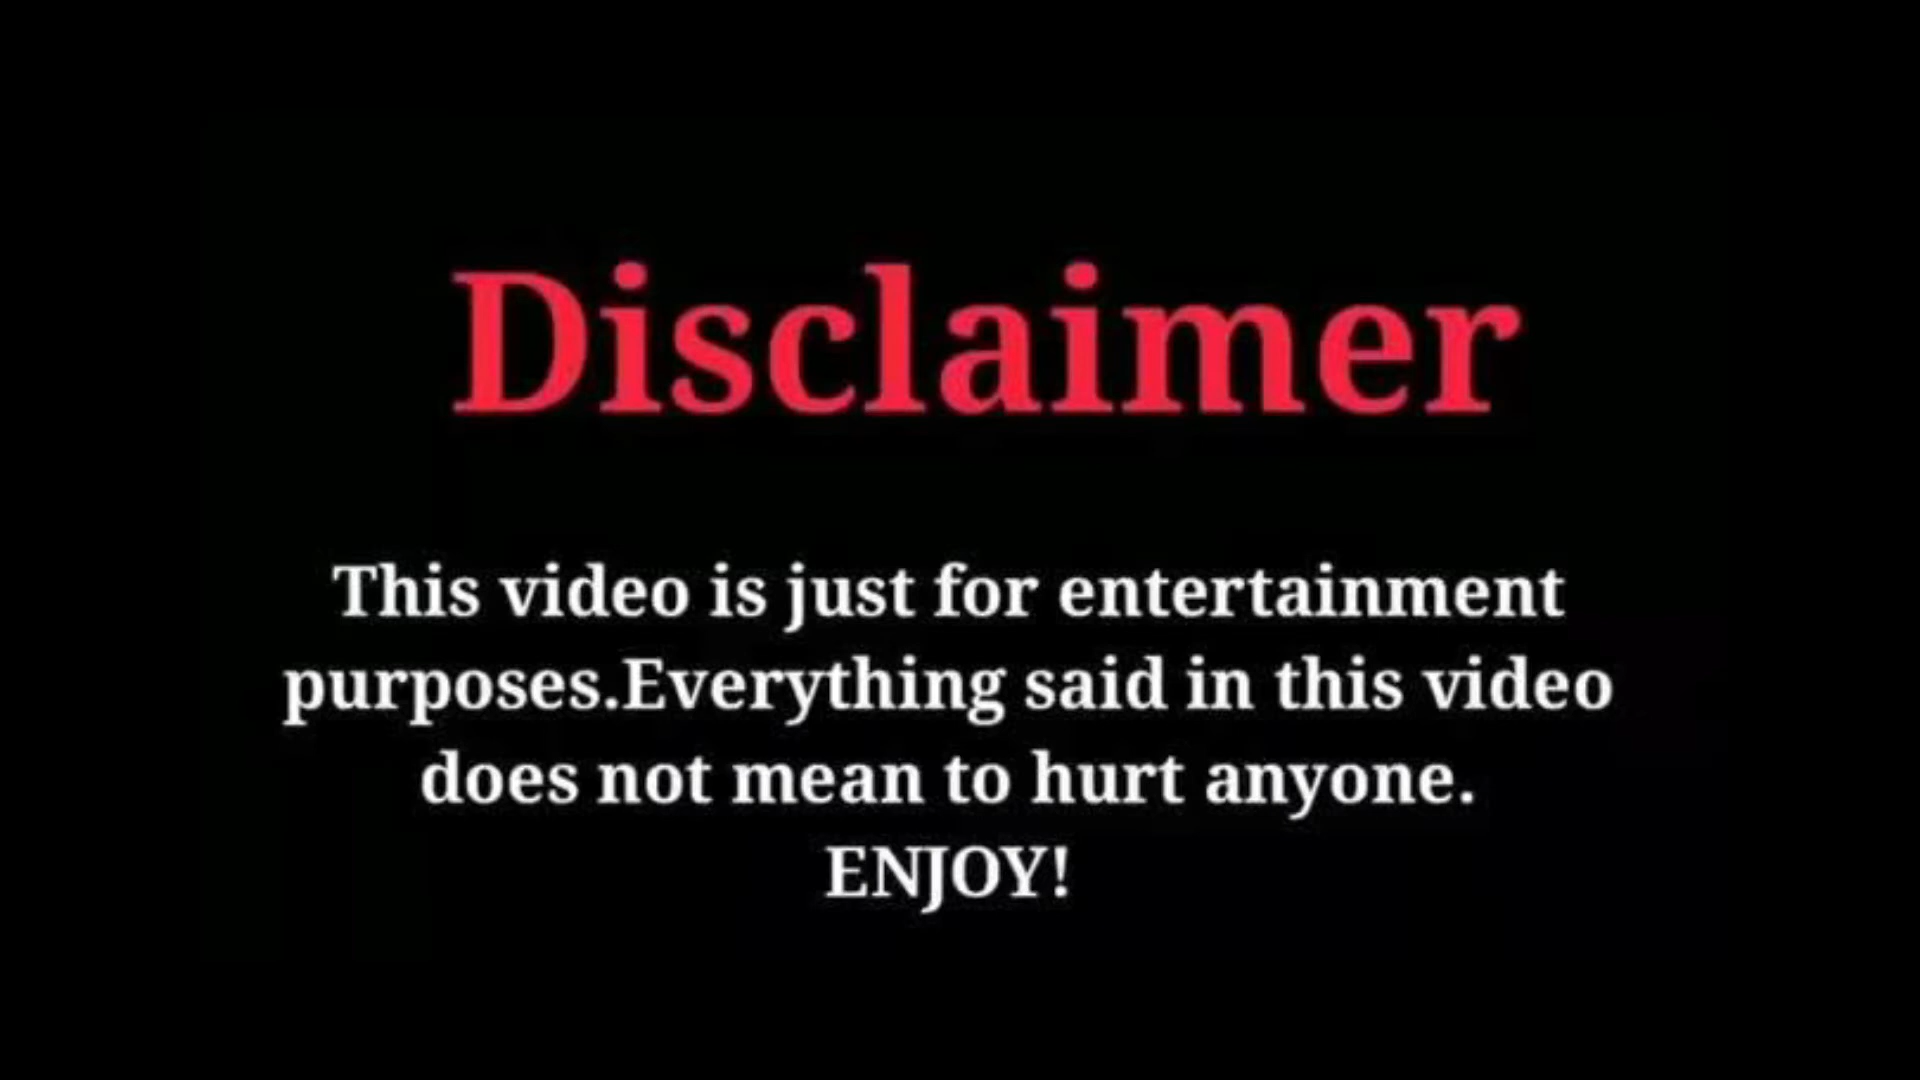 Disclaimer
This video is just for entertainment
purposes.Everything said in this video
does not mean to hurt anyone.
ENJOY!